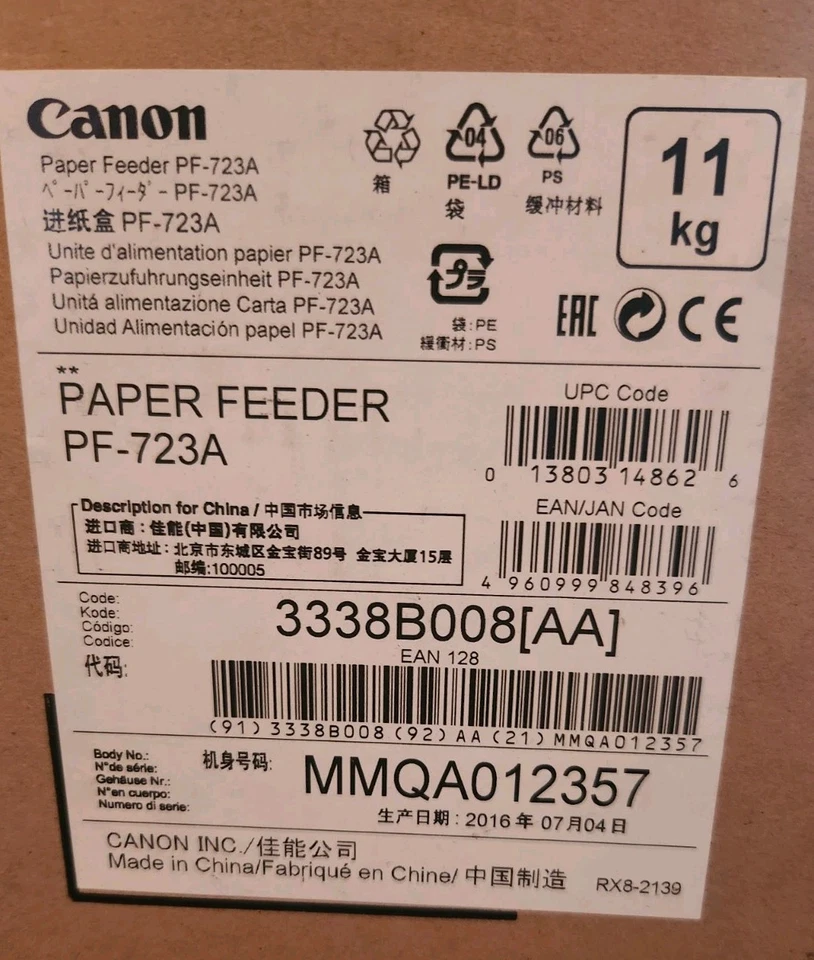 Canon
Paper Feeder PF-723A
ペーパーフィーダー PF-723A
进纸盒 PF-723A
Unite d'alimentation papier PF-723A
Papierzufuhrungseinheit PF-723A
Unitá alimentazione Carta PF-723A
Unidad Alimentación papel PF-723A
箱
04
PE-LD
袋
06
PS
缓冲材料
11
kg
プラ
袋:PE
緩衝材:PS
EAC
CE
**
PAPER FEEDER
PF-723A
UPC Code
0 13803 14862 6
Description for China / 中国市场信息
进口商：佳能(中国)有限公司
进口商地址：北京市东城区金宝街89号 金宝大厦15层
邮编:100005
EAN/JAN Code
4 960999 848396
Code:
Kode:
Código:
Codice:
代码:
3338B008[AA]
EAN 128
(91) 3338B008 (92) AA (21) MMQA012357
Body No.:
N°de série:
Gehäuse Nr.:
N°en cuerpo:
Numero di serie:
机身号码:
MMQA012357
生产日期：2016 年 07月04日
CANON INC./佳能公司
Made in China/Fabriqué en Chine/ 中国制造
RX8-2139